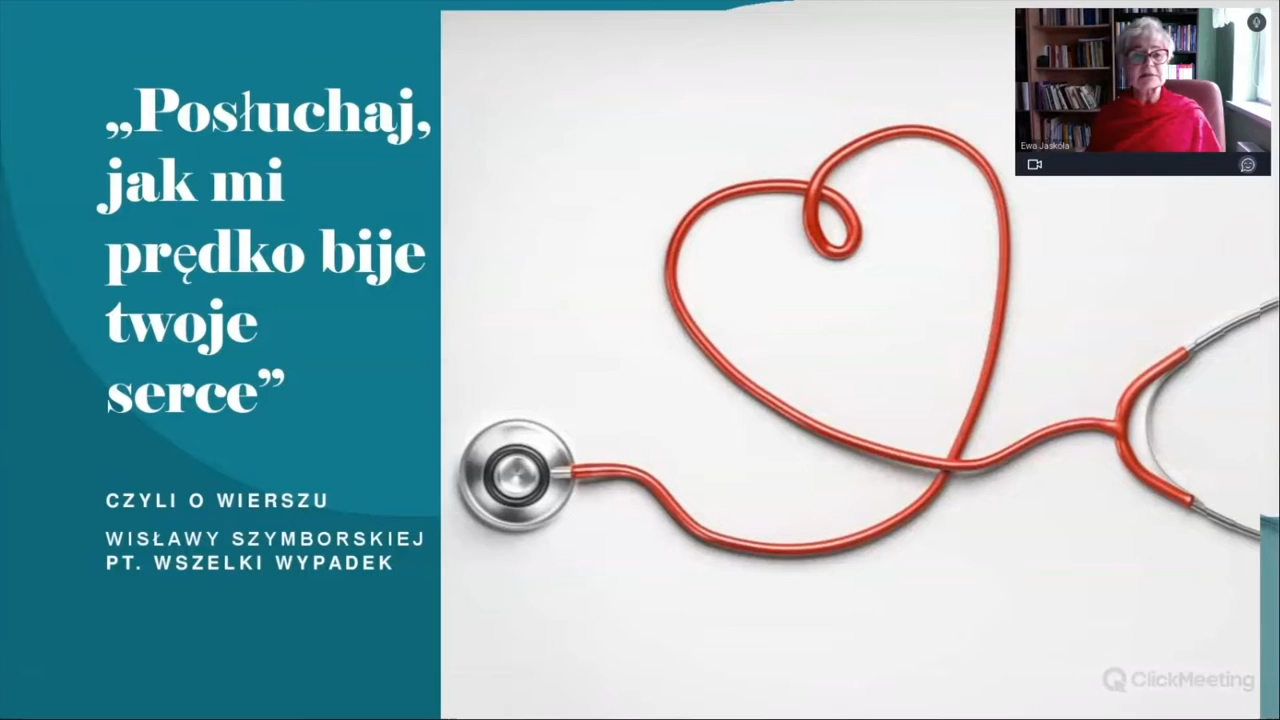 „Posłuchaj,
jak mi
prędko bije
twoje
serce”
CZYLI O WIERSZU
WISŁAWY SZYMBORSKIEJ
PT. WSZELKI WYPADEK
Ewa Jaskóła
ClickMeeting